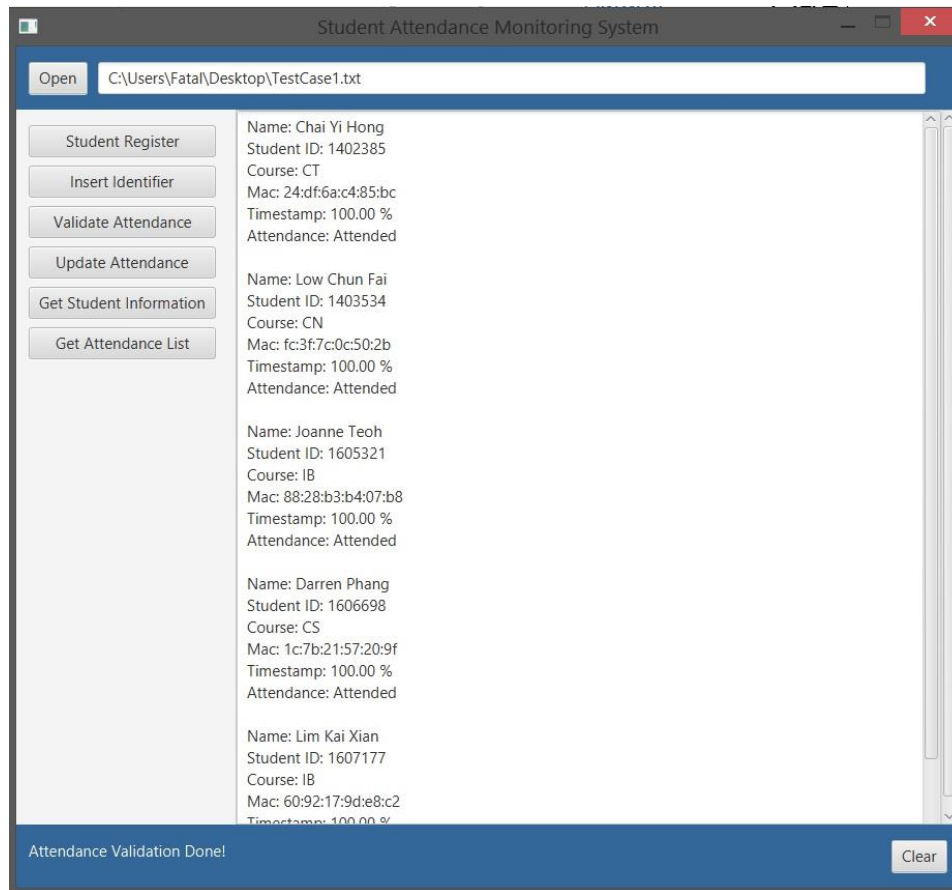 Student Attendance Monitoring System
Open
C:\Users\Fatal\Desktop\TestCase1.txt
Student Register
Insert Identifier
Validate Attendance
Update Attendance
Get Student Information
Get Attendance List
Name: Chai Yi Hong
Student ID: 1402385
Course: CT
Mac: 24:df:6a:c4:85:bc
Timestamp: 100.00 %
Attendance: Attended
Name: Low Chun Fai
Student ID: 1403534
Course: CN
Mac: fc:3f:7c:0c:50:2b
Timestamp: 100.00 %
Attendance: Attended
Name: Joanne Teoh
Student ID: 1605321
Course: IB
Mac: 88:28:b3:b4:07:b8
Timestamp: 100.00 %
Attendance: Attended
Name: Darren Phang
Student ID: 1606698
Course: CS
Mac: 1c:7b:21:57:20:9f
Timestamp: 100.00 %
Attendance: Attended
Name: Lim Kai Xian
Student ID: 1607177
Course: IB
Mac: 60:92:17:9d:e8:c2
Timestamp: 100.00 %
Attendance Validation Done!
Clear